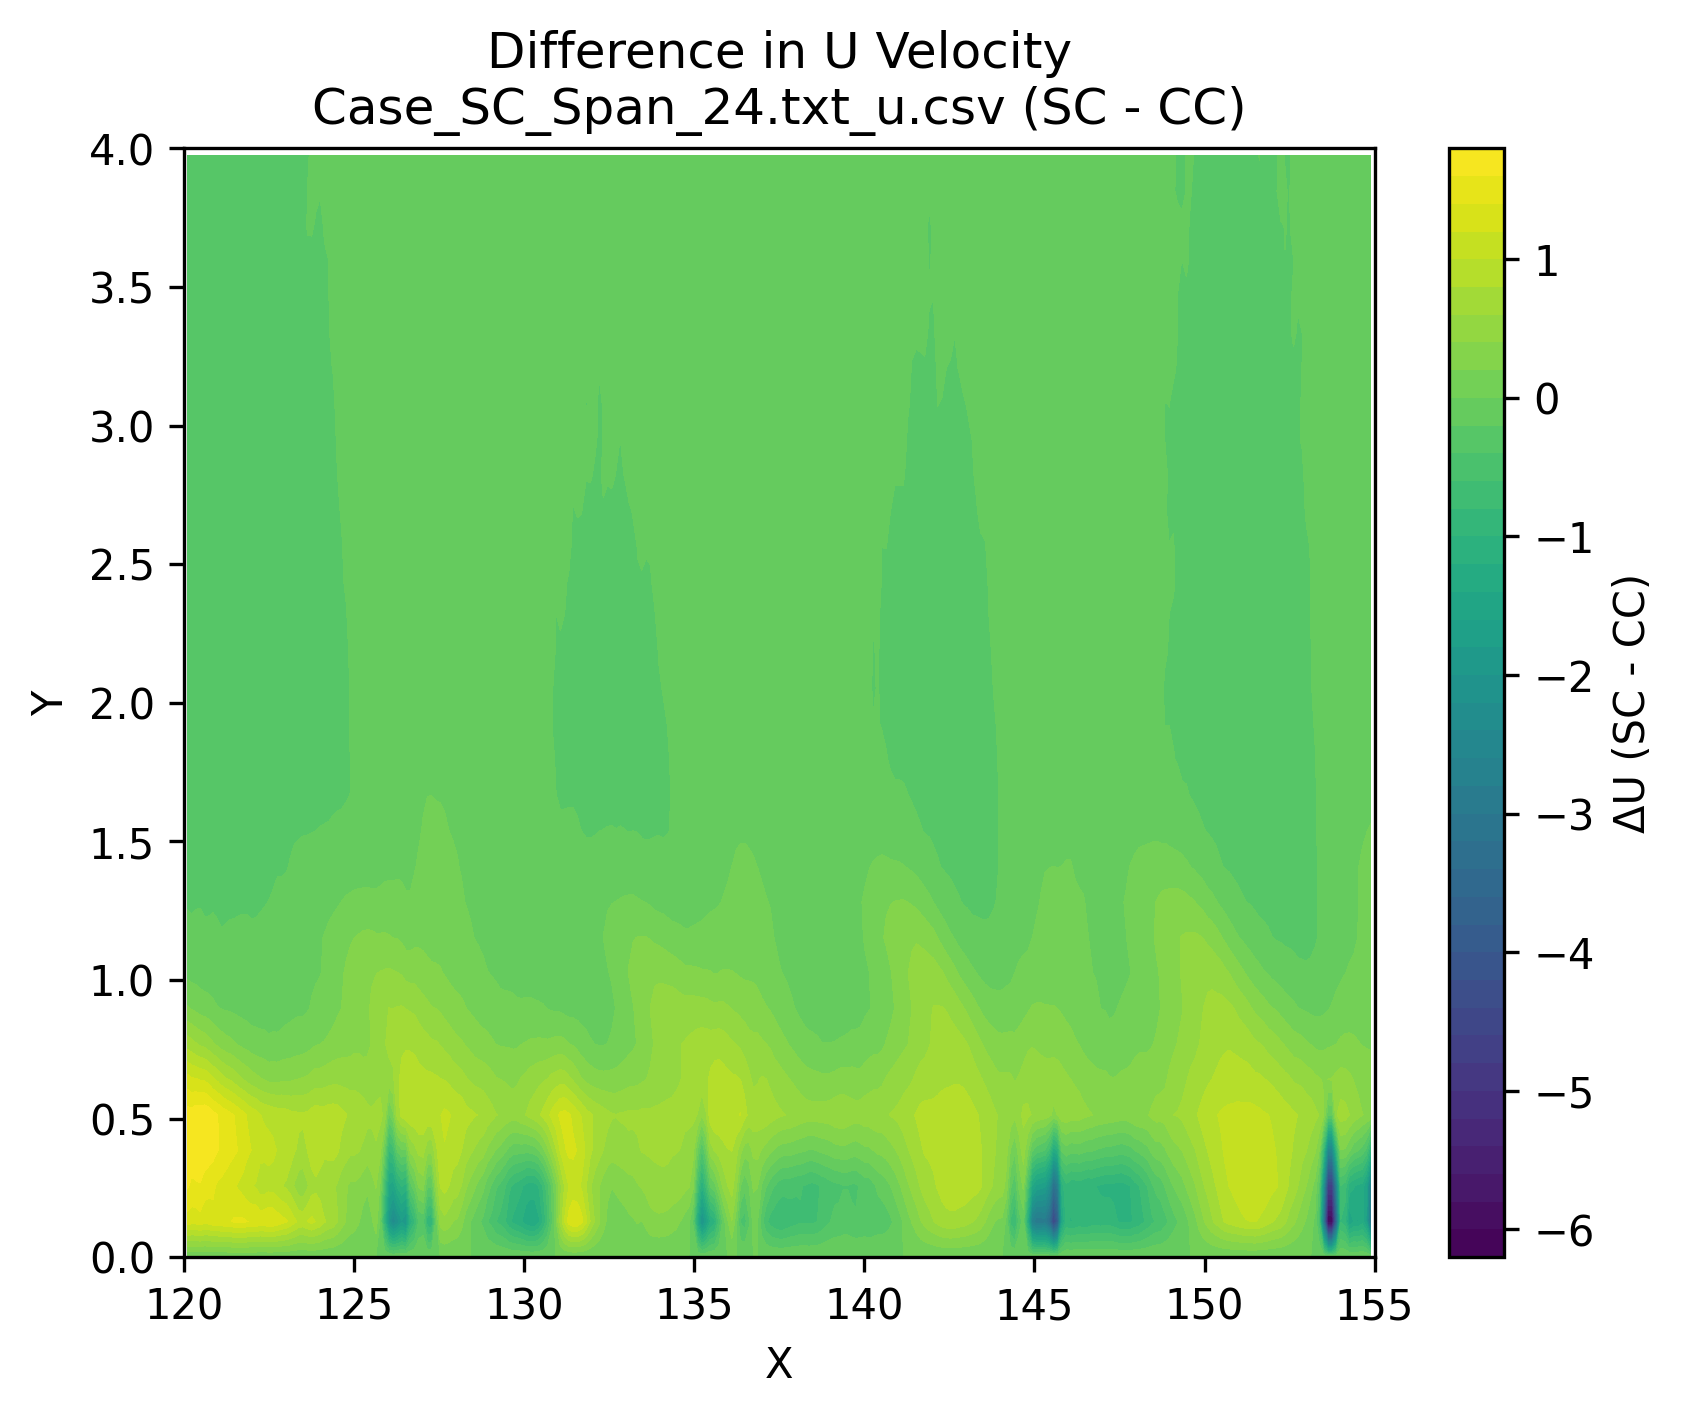 Difference in U Velocity
Case_SC_Span_24.txt_u.csv (SC - CC)
4.0
3.5
3.0
2.5
2.0
1.5
1.0
0.5
0.0
Y
120 125 130 135 140 145 150 155
X
1
0
−1
−2
−3
−4
−5
−6
ΔU (SC - CC)